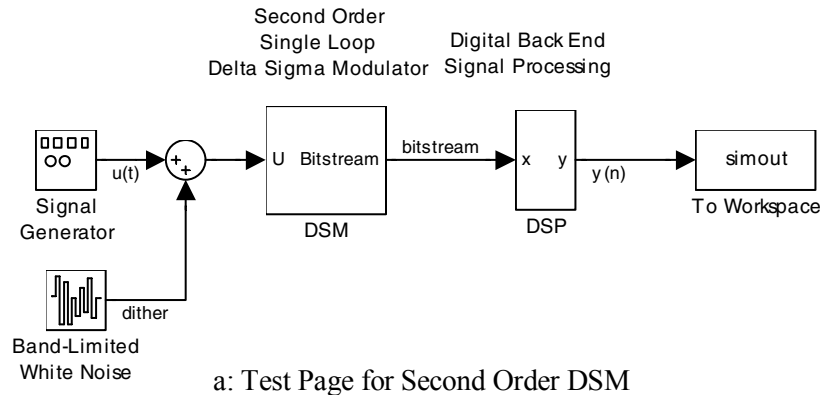 Second Order
Single Loop
Delta Sigma Modulator
Digital Back End
Signal Processing
u(t)
Signal
Generator
+
+
U Bitstream
DSM
bitstream
x y
DSP
y(n)
simout
To Workspace
dither
Band-Limited
White Noise
a: Test Page for Second Order DSM